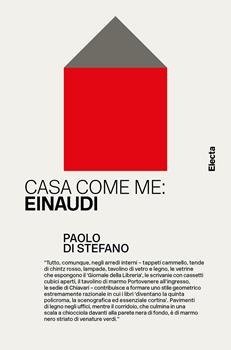 Electa
CASA COME ME:
EINAUDI
PAOLO
DI STEFANO
"Tutto, comunque, negli arredi interni – tappeti cammello, tende
di chintz rosso, lampade, tavolino di vetro e legno, le vetrine
che espongono il 'Giornale della Libreria', le scrivanie con cassetti
cubici aperti, il tavolino di marmo Portovenere all'ingresso,
le sedie di Chiavari – contribuisce a formare uno stile geometrico
estremamente razionale in cui i libri 'diventano la quinta
policroma, la scenografica ed essenziale cortina'. Pavimenti
di legno negli uffici, mentre il corridoio, che culmina in una
scala a chiocciola davanti alla parete nera di fondo, è di marmo
nero striato di venature verdi."